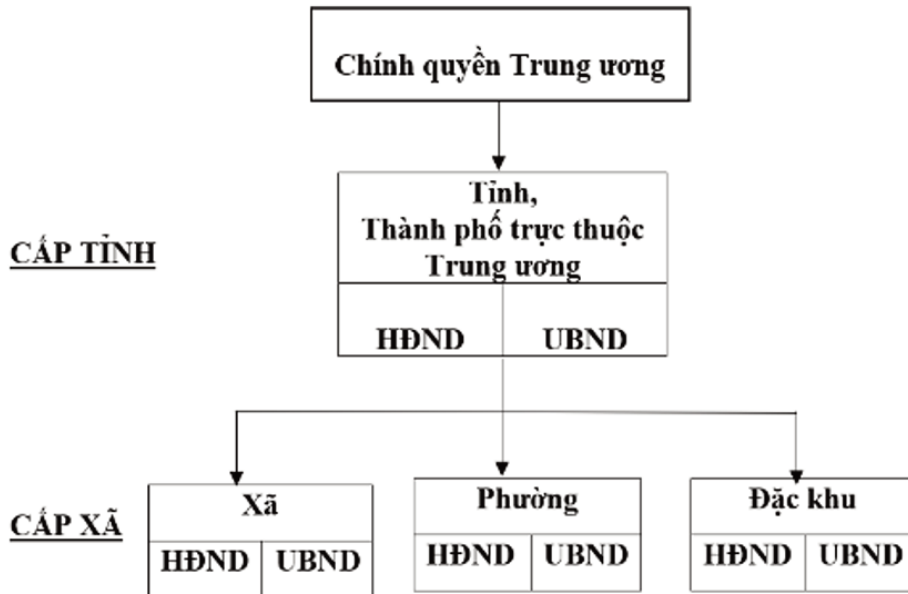 Chính quyền Trung ương
Tỉnh,
Thành phố trực thuộc
Trung ương
CẤP TỈNH
HĐND UBND
Xã Phường Đặc khu
CẤP XÃ
HĐND UBND HĐND UBND HĐND UBND